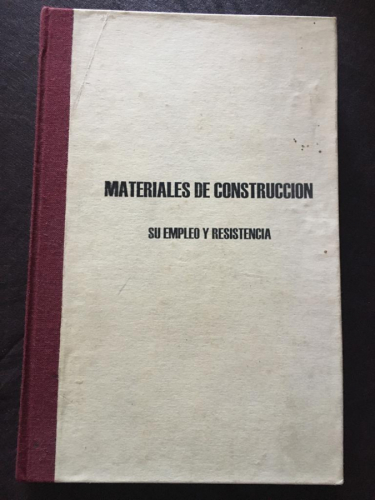 MATERIALES DE CONSTRUCCION
SU EMPLEO Y RESISTENCIA